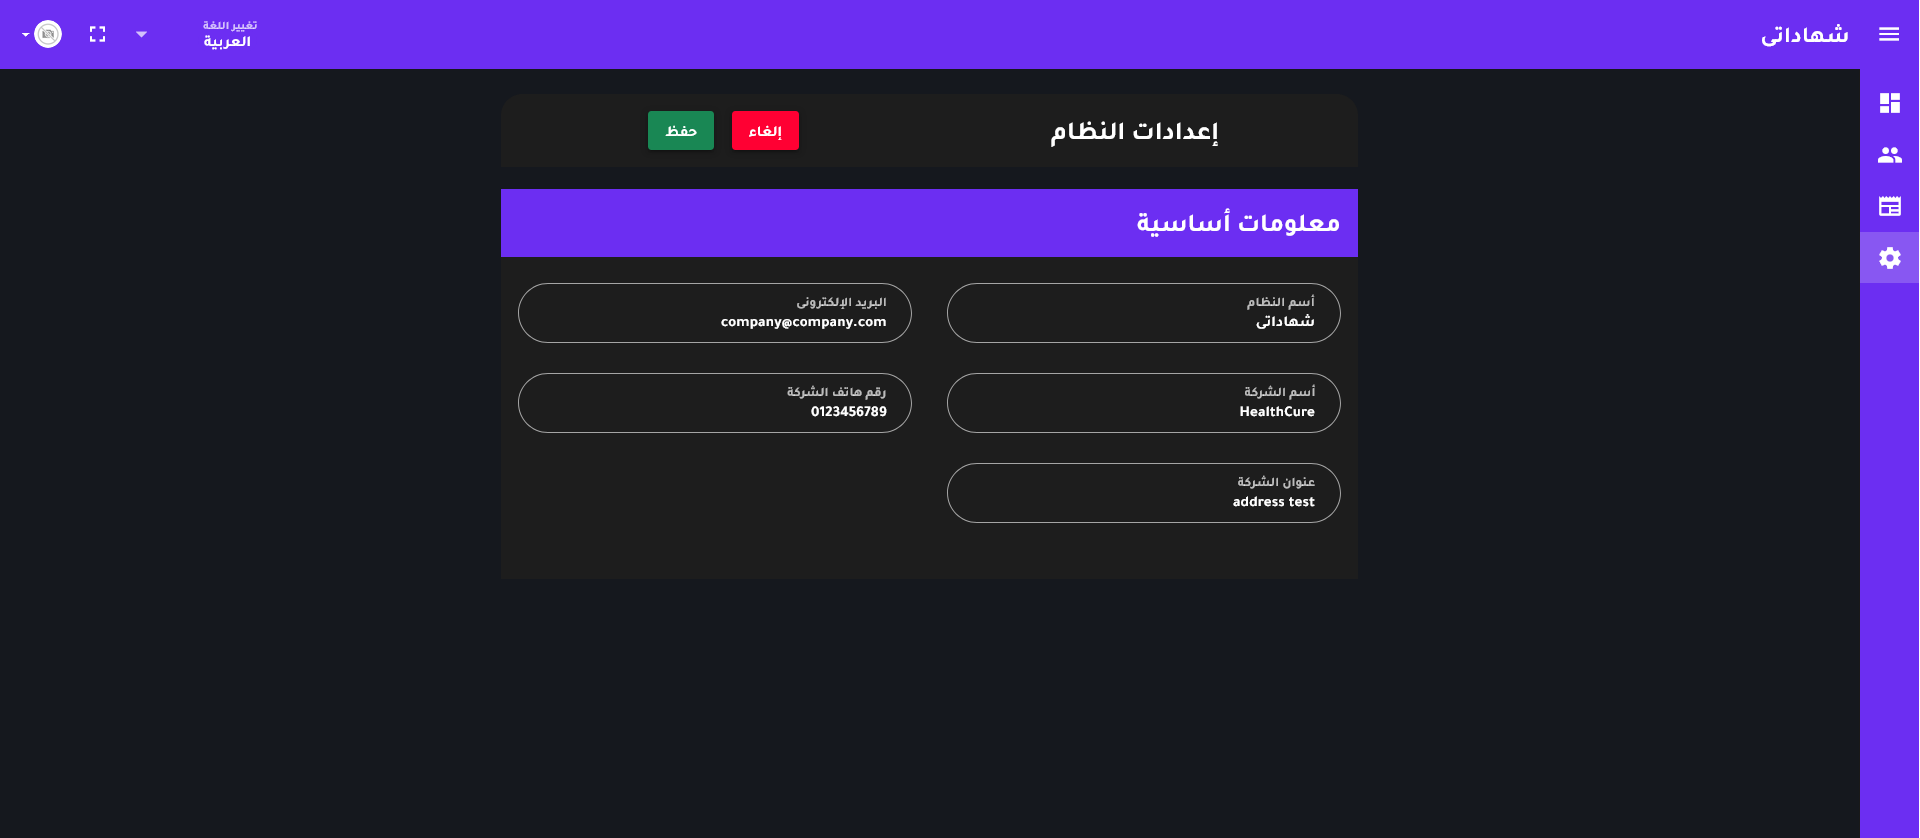 شهاداتى
تغيير اللغة
العربية
إعدادات النظام
إلغاء
حفظ
معلومات أساسية
أسم النظام
شهاداتى
البريد الإلكترونى
company@company.com
أسم الشركة
HealthCure
رقم هاتف الشركة
0123456789
عنوان الشركة
address test